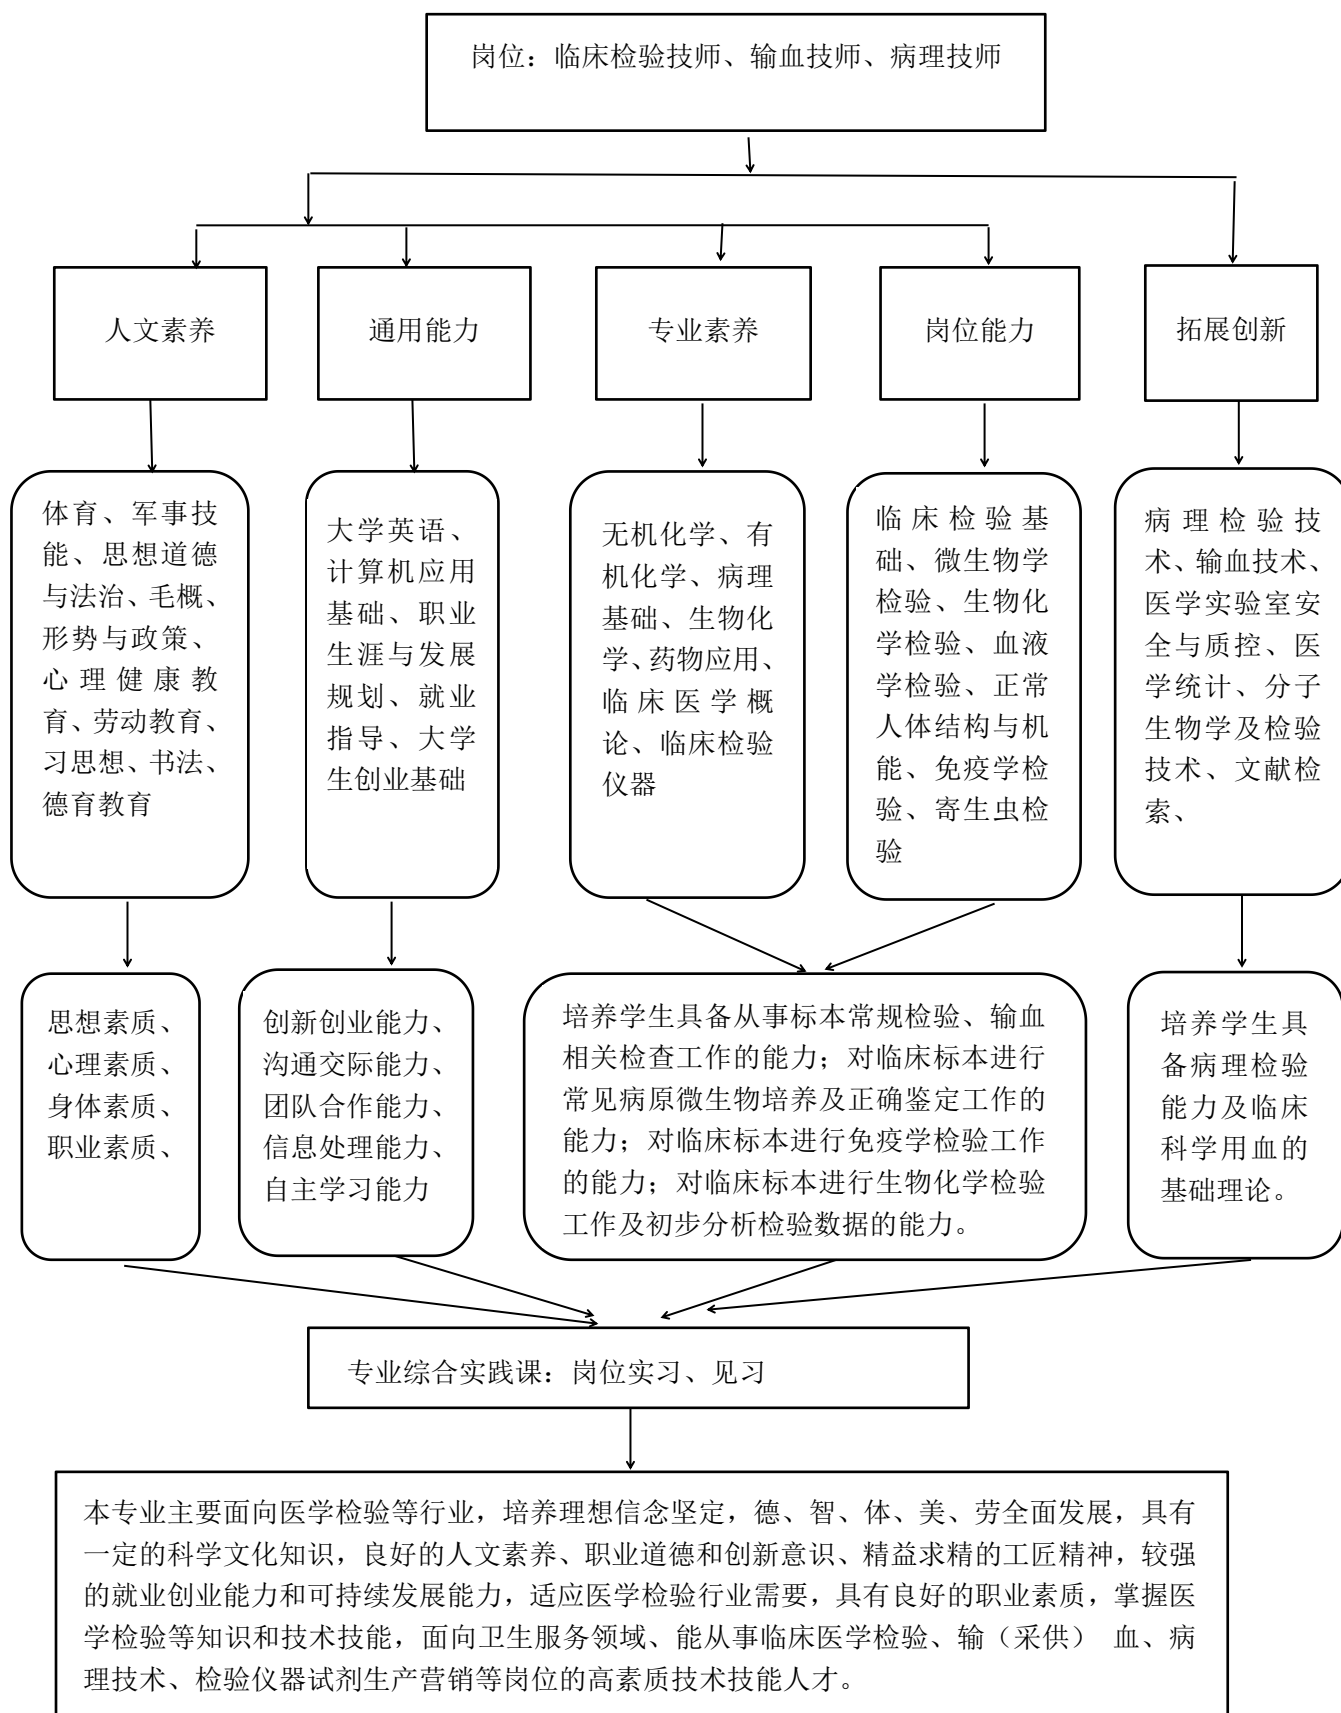 岗位：临床检验技师、输血技师、病理技师
人文素养
通用能力
专业素养
岗位能力
拓展创新
体育、军事技
能、思想道德
与法治、毛概、
形势与政策、
心理健康教
育、劳动教育、
习思想、书法、
德育教育
大学英语、
计算机应用
基础、职业
生涯与发展
规划、就业
指导、大学
生创业基础
无机化学、有
机化学、病理
基础、生物化
学、药物应用、
临床医学概
论、临床检验
仪器
临床检验基
础、微生物学
检验、生物化
学检验、血液
学检验、正常
人体结构与机
能、免疫学检
验、寄生虫检
验
病理检验技
术、输血技术、
医学实验室安
全与质控、医
学统计、分子
生物学及检验
技术、文献检
索、
思想素质、
心理素质、
身体素质、
职业素质、
创新创业能力、
沟通交际能力、
团队合作能力、
信息处理能力、
自主学习能力
培养学生具备从事标本常规检验、输血
相关检查工作的能力；对临床标本进行
常见病原微生物培养及正确鉴定工作的
能力；对临床标本进行免疫学检验工作
的能力；对临床标本进行生物化学检验
工作及初步分析检验数据的能力。
培养学生具
备病理检验
能力及临床
科学用血的
基础理论。
专业综合实践课：岗位实习、见习
本专业主要面向医学检验等行业，培养理想信念坚定，德、智、体、美、劳全面发展，具有
一定的科学文化知识，良好的人文素养、职业道德和创新意识、精益求精的工匠精神，较强
的就业创业能力和可持续发展能力，适应医学检验行业需要，具有良好的职业素质，掌握医
学检验等知识和技术技能，面向卫生服务领域、能从事临床医学检验、输（采供） 血、病
理技术、检验仪器试剂生产营销等岗位的高素质技术技能人才。